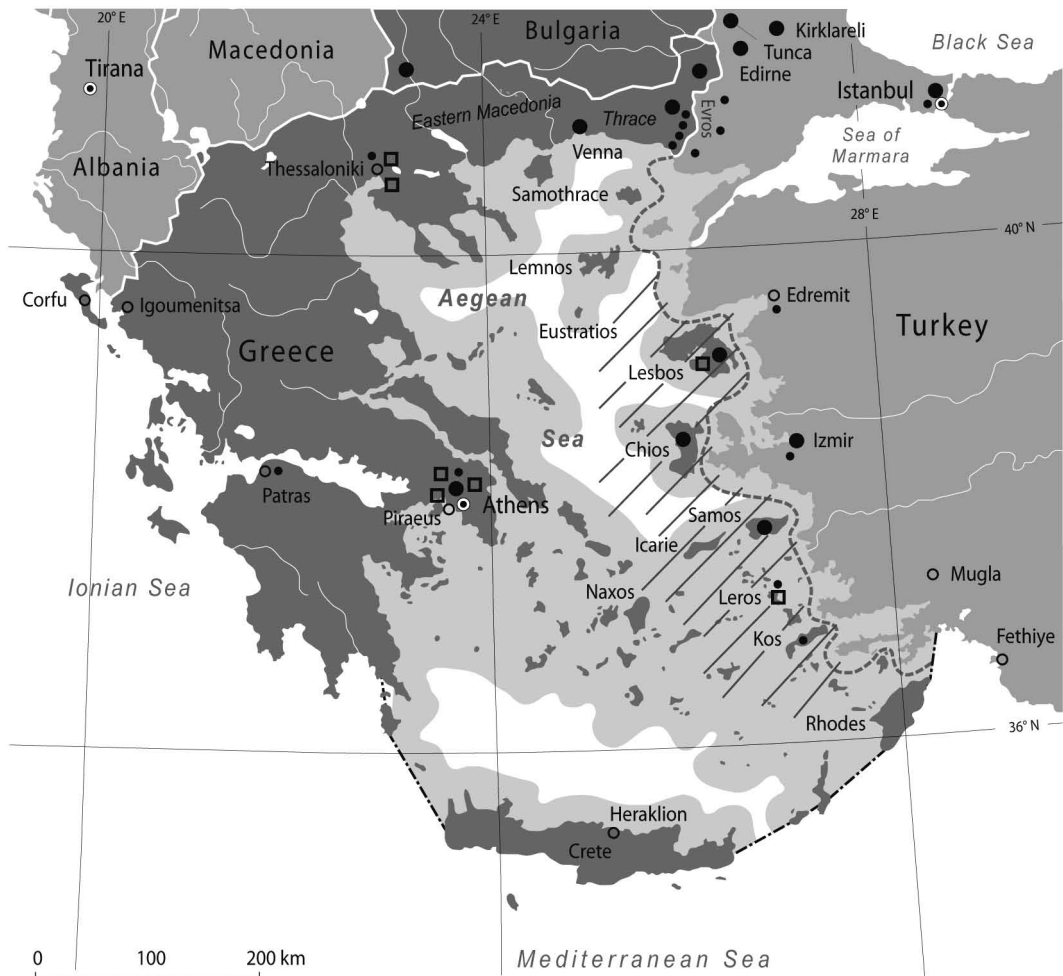 20° E
24° E
Bulgaria
Kirklareli
Tunca
Edirne
Black Sea
Macedonia
Tirana
Istanbul
Eastern Macedonia
Thrace
Evros
Venna
Sea of
Marmara
Albania
Thessaloniki
Samothrace
28° E
40° N
Lemnos
Corfu
Igoumenitsa
Aegean
Edremit
Eustratios
Turkey
Greece
Lesbos
Sea
Chios
Izmir
Patras
Athens
Piraeus
Samos
Icarie
Ionian Sea
Naxos
Leros
Mugla
Kos
Fethiye
Rhodes
36° N
Heraklion
Crete
0 100 200 km
Mediterranean Sea